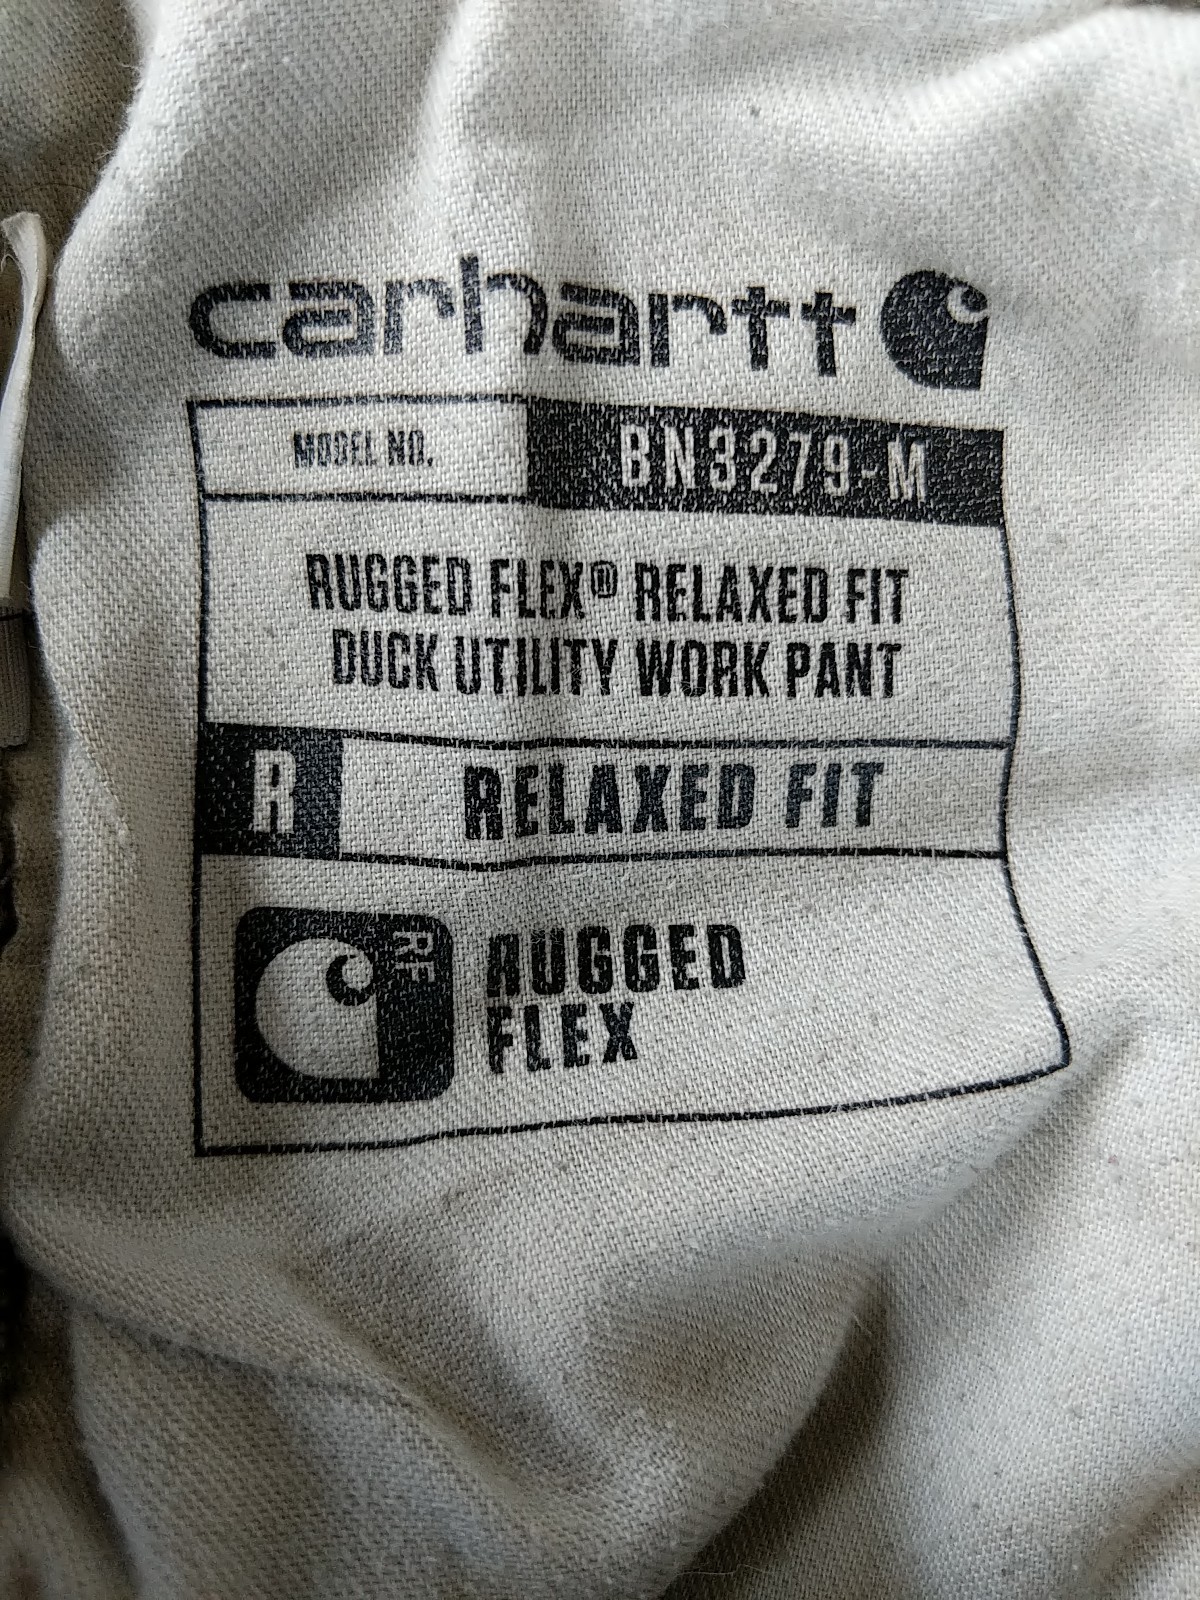 carhartt
MODEL NO. BN3279-M
RUGGED FLEX® RELAXED FIT
DUCK UTILITY WORK PANT
R RELAXED FIT
RF
RUGGED
FLEX